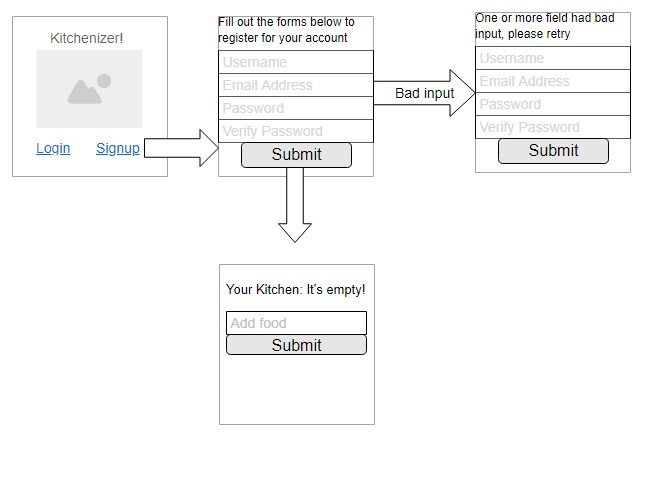 Kitchenizer!
Login
Signup
Fill out the forms below to
register for your account
Username
Email Address
Password
Verify Password
Submit
Bad input
One or more field had bad
input, please retry
Username
Email Address
Password
Verify Password
Submit
Your Kitchen: It's empty!
Add food
Submit